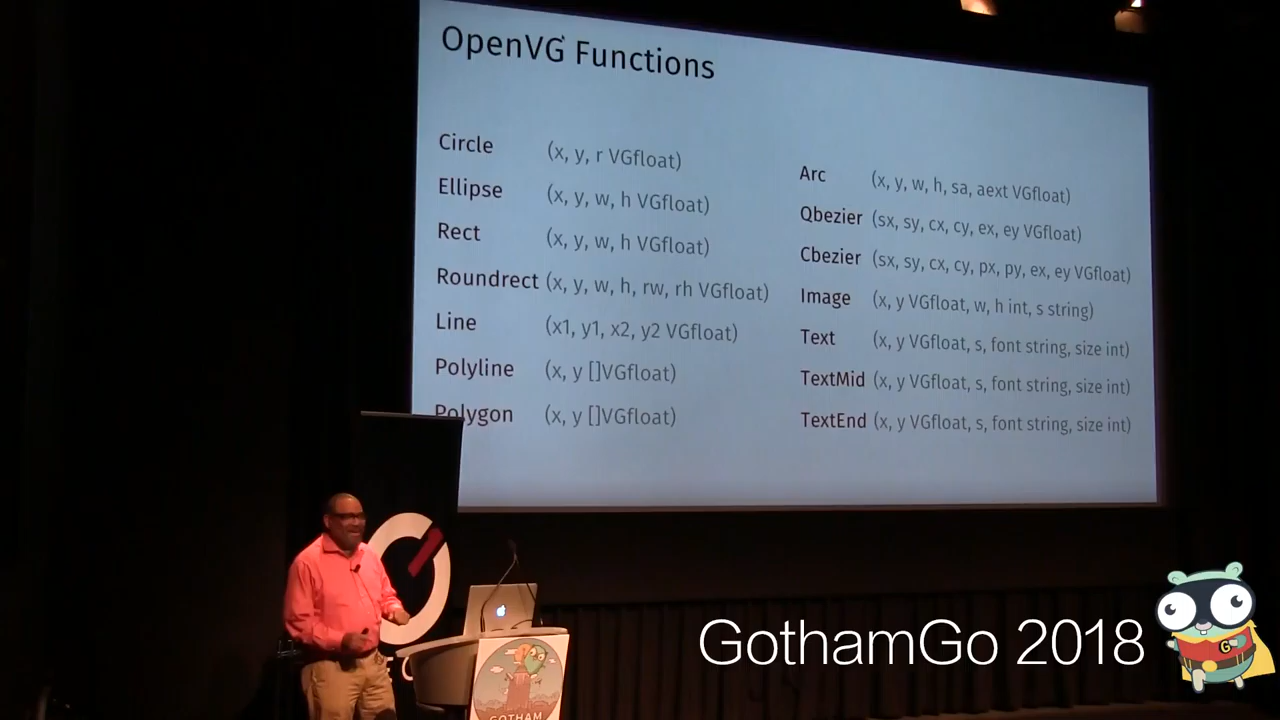 OpenVG Functions
Circle (x, y, r VGfloat)
Ellipse (x, y, w, h VGfloat)
Rect (x, y, w, h VGfloat)
Roundrect (x, y, w, h, rw, rh VGfloat)
Line (x1, y1, x2, y2 VGfloat)
Polyline (x, y []VGfloat)
Polygon (x, y []VGfloat)
Arc (x, y, w, h, sa, aext VGfloat)
Qbezier (sx, sy, cx, cy, ex, ey VGfloat)
Cbezier (sx, sy, cx, cy, px, py, ex, ey VGfloat)
Image (x, y VGfloat, w, h int, s string)
Text (x, y VGfloat, s, font string, size int)
TextMid (x, y VGfloat, s, font string, size int)
TextEnd (x, y VGfloat, s, font string, size int)
GOTHAM
GothamGo 2018
G